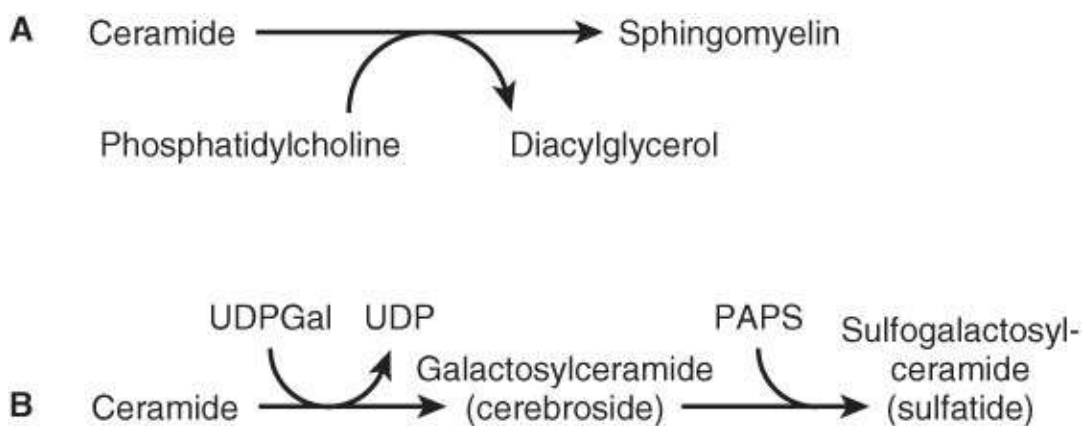 A Ceramide Sphingomyelin
Phosphatidylcholine Diacylglycerol
UDPGal UDP PAPS Sulfogalactosyl-
ceramide
(sulfatide)
Galactosylceramide
(cerebroside)
B Ceramide